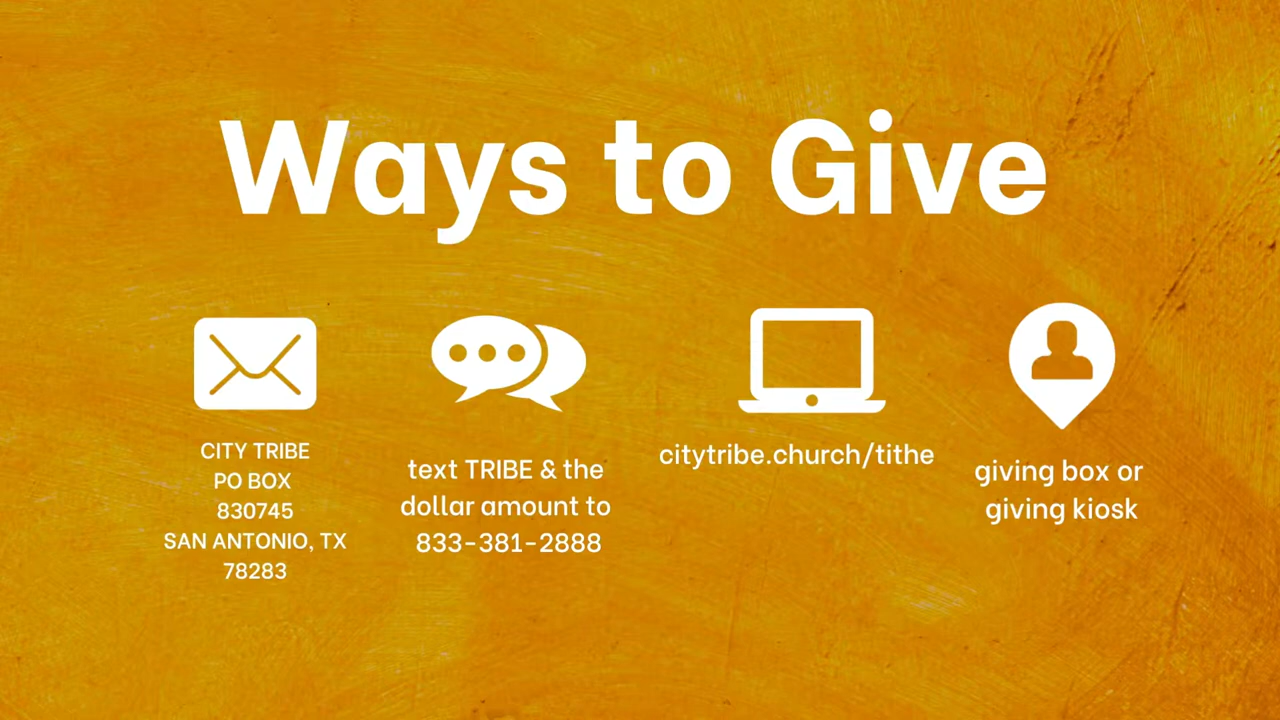 Ways to Give
CITY TRIBE
PO BOX
830745
SAN ANTONIO, TX
78283
text TRIBE & the
dollar amount to
833-381-2888
citytribe.church/tithe
giving box or
giving kiosk